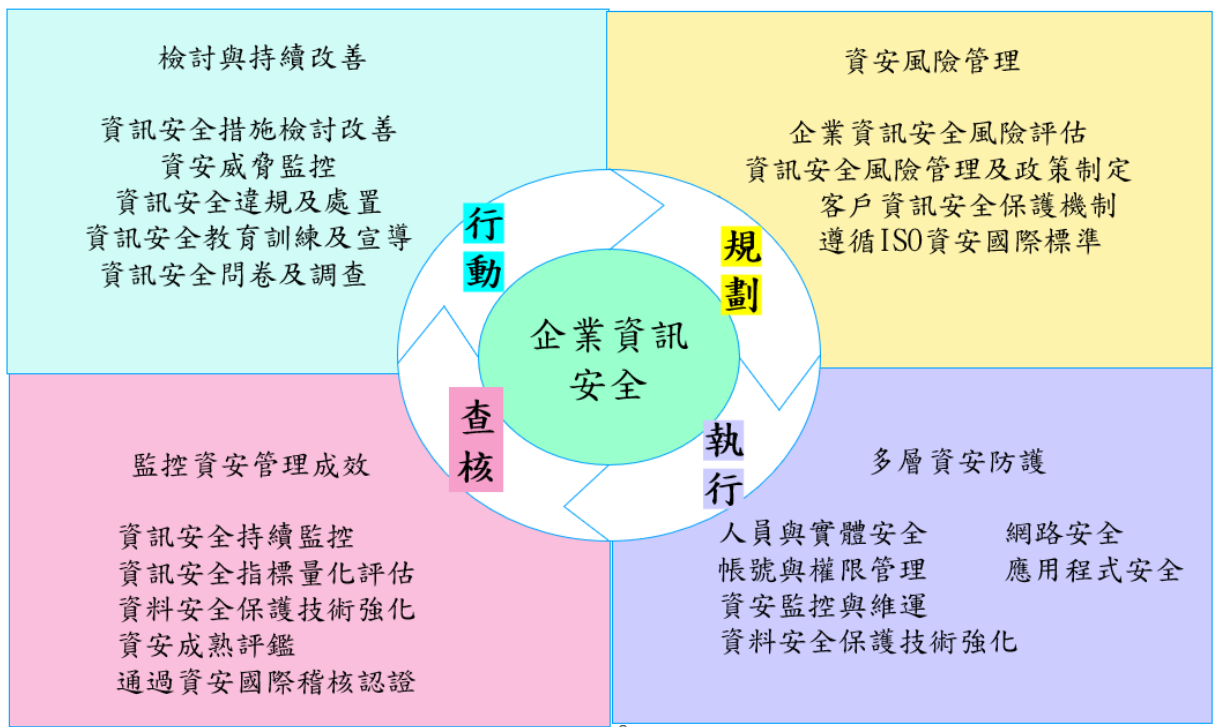 檢討與持續改善
資訊安全措施檢討改善
資安威脅監控
資訊安全違規及處置
資訊安全教育訓練及宣導
資訊安全問卷及調查
資安風險管理
企業資訊安全風險評估
資訊安全風險管理及政策制定
客戶資訊安全保護機制
遵循ISO資安國際標準
行動
規劃
企業資訊
安全
查核
執行
監控資安管理成效
資訊安全持續監控
資訊安全指標量化評估
資料安全保護技術強化
資安成熟評鑑
通過資安國際稽核認證
多層資安防護
人員與實體安全 網路安全
帳號與權限管理 應用程式安全
資安監控與維運
資料安全保護技術強化